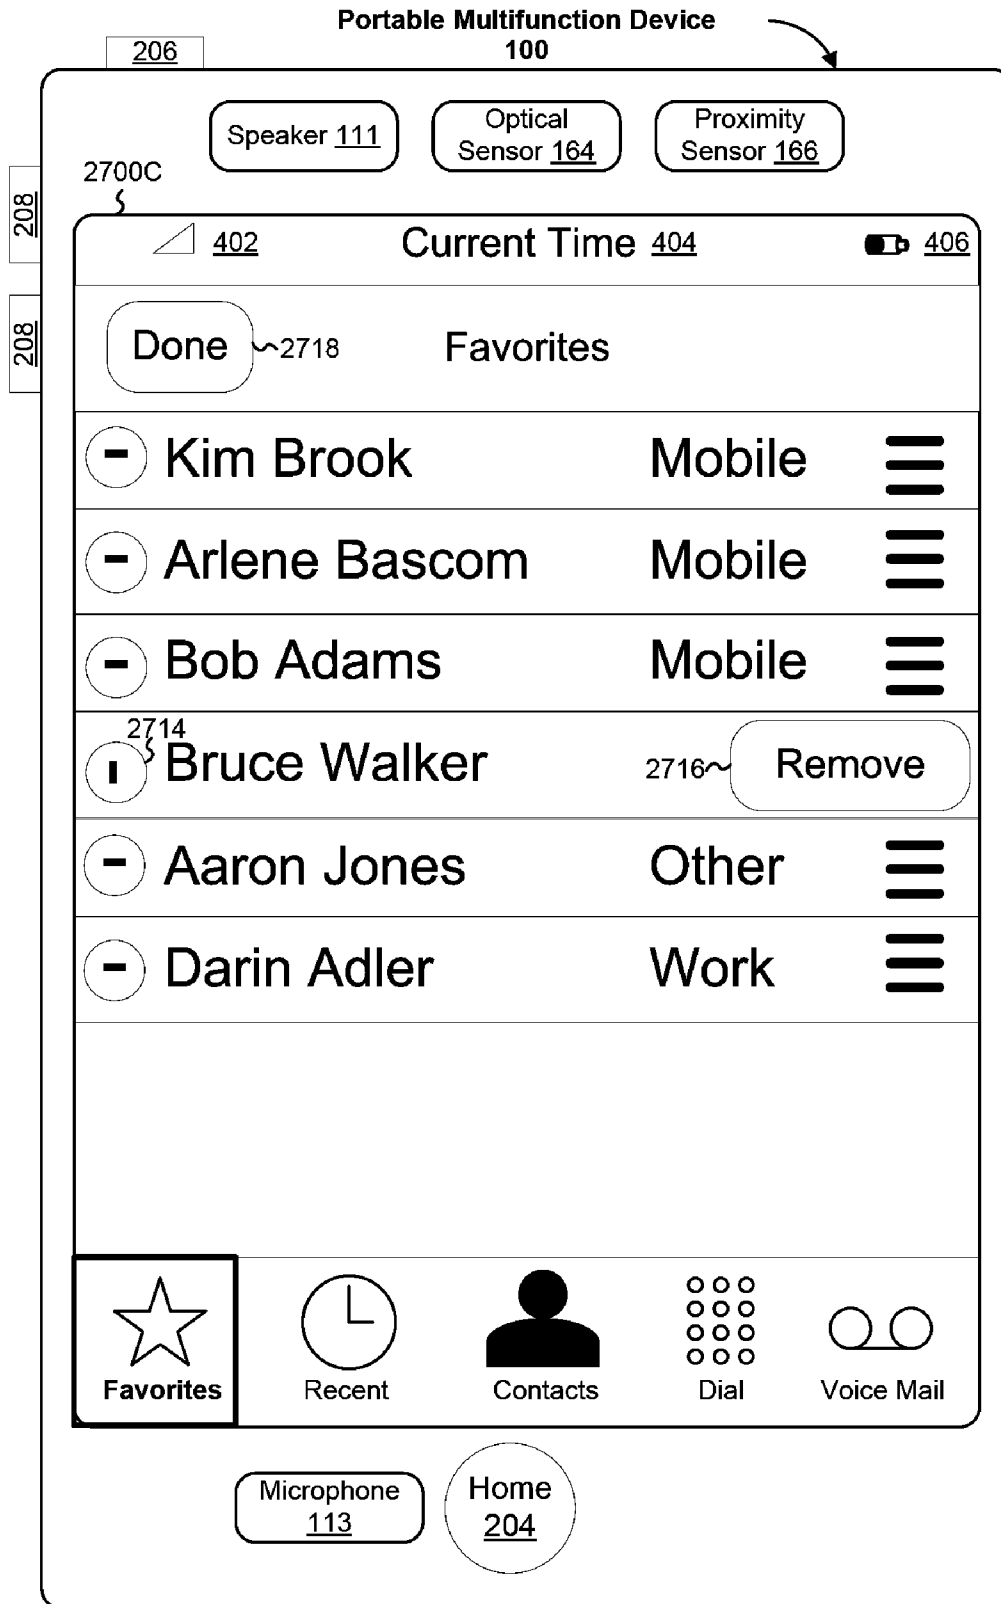 Portable Multifunction Device
100
206
Speaker 111
Optical
Sensor 164
Proximity
Sensor 166
2700C
208
402
Current Time 404
406
208
Done
2718
Favorites
Kim Brook Mobile
Arlene Bascom Mobile
Bob Adams Mobile
2714
Bruce Walker
2716
Remove
Aaron Jones Other
Darin Adler Work
Favorites
Recent
Contacts
Dial
Voice Mail
Microphone
113
Home
204